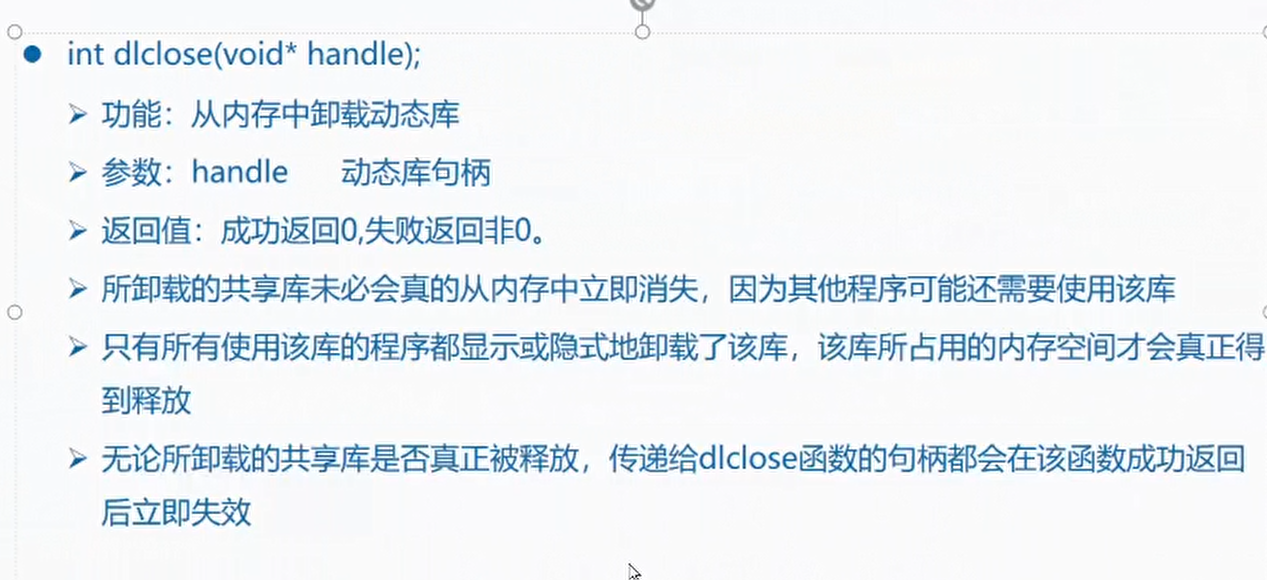 int dlclose(void* handle);
功能：从内存中卸载动态库
参数：handle 动态库句柄
返回值：成功返回0,失败返回非0。
所卸载的共享库未必会真的从内存中立即消失，因为其他程序可能还需要使用该库
只有所有使用该库的程序都显示或隐式地卸载了该库，该库所占用的内存空间才会真正得
到释放
无论所卸载的共享库是否真正被释放，传递给dlclose函数的句柄都会在该函数成功返回
后立即失效